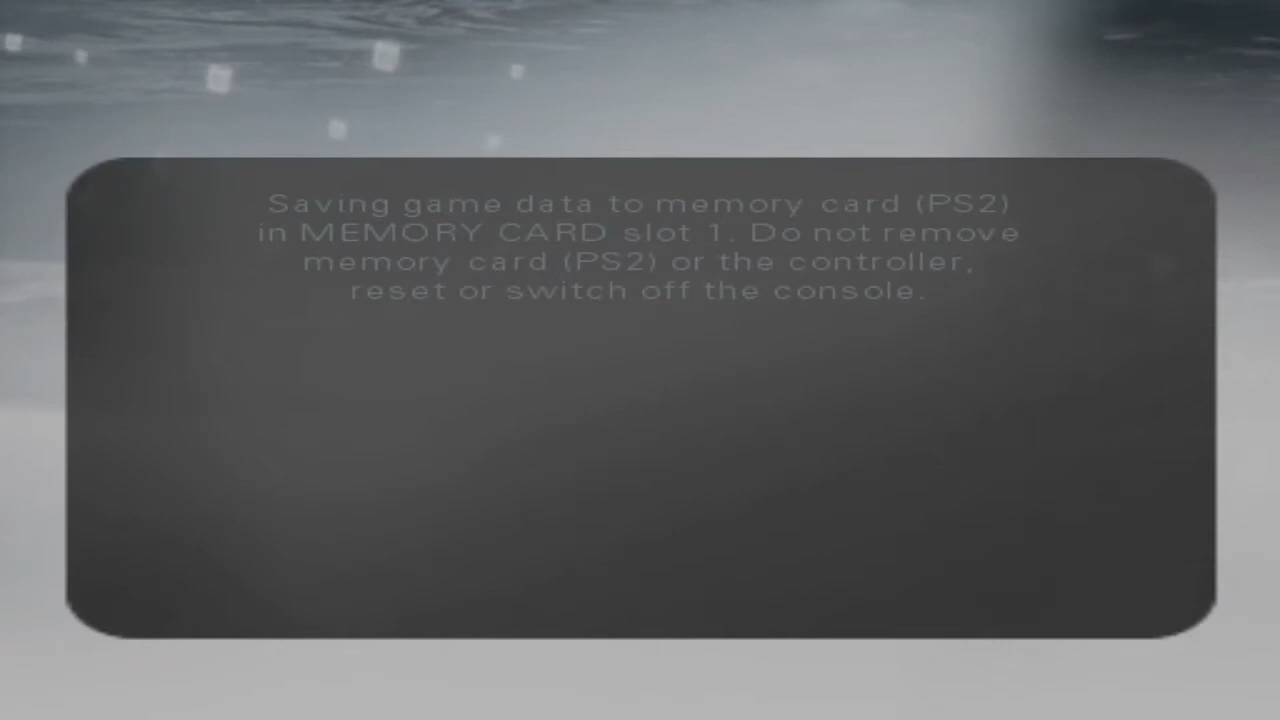 Saving game data to memory card (PS2)
in MEMORY CARD slot 1. Do not remove
memory card (PS2) or the controller,
reset or switch off the console.